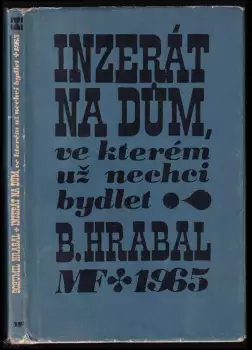 INZERÁT
NA DŮM,
ve kterém
už nechci
bydlet
B. HRABAL
MF 1965
BOHUMIL HRABAL + INZERÁT NA DŮM, ve kterém už nechci bydlet + 1965